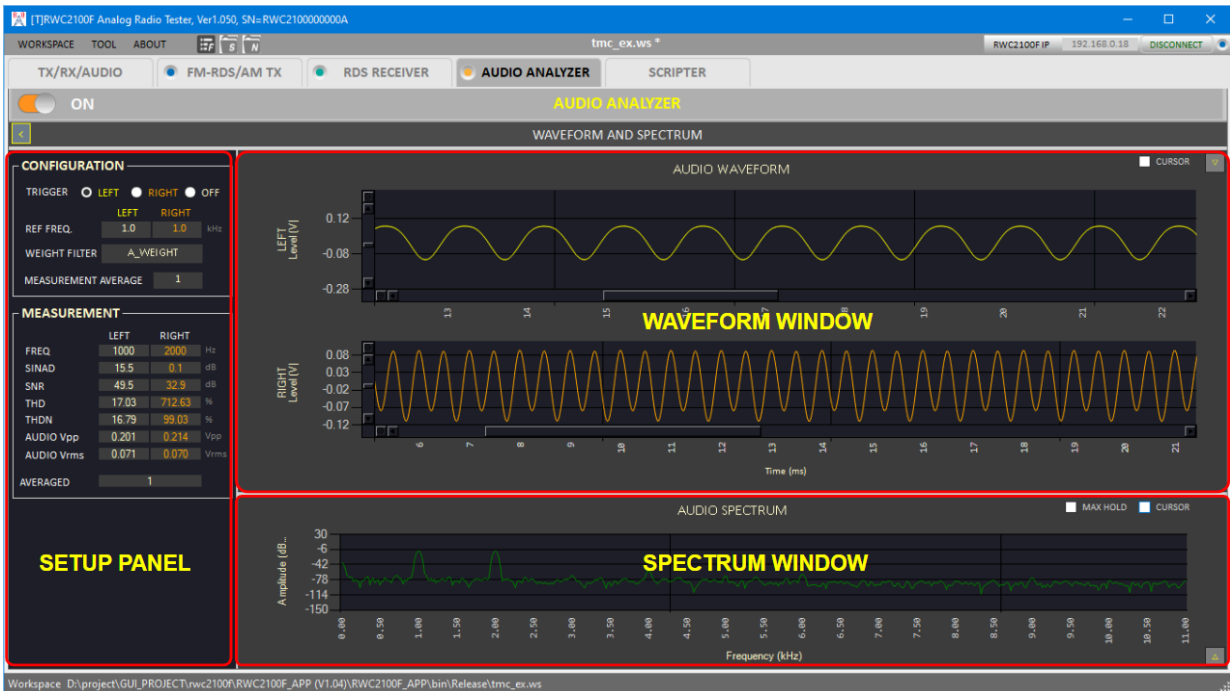 [T]RWC2100F Analog Radio Tester, Ver1.050, SN=RWC2100000000A
WORKSPACE TOOL ABOUT F S N tmc_ex.ws * RWC2100F IP 192.168.0.18 DISCONNECT
TX/RX/AUDIO FM-RDS/AM TX RDS RECEIVER AUDIO ANALYZER SCRIPTER
ON AUDIO ANALYZER
< WAVEFORM AND SPECTRUM
CONFIGURATION
TRIGGER LEFT RIGHT OFF
LEFT RIGHT
REF FREQ. 1.0 1.0 kHz
WEIGHT FILTER A_WEIGHT
MEASUREMENT AVERAGE 1
MEASUREMENT
LEFT RIGHT
FREQ 1000 2000 Hz
SINAD 15.5 0.1 dB
SNR 49.5 32.9 dB
THD 17.03 712.63 %
THDN 16.79 99.03 %
AUDIO Vpp 0.201 0.214 Vpp
AUDIO Vrms 0.071 0.070 Vrms
AVERAGED 1
SETUP PANEL
AUDIO WAVEFORM CURSOR
LEFT
Level [V]
0.12
-0.08
-0.28
13 14 15 16 17 18 19 20 21 22
WAVEFORM WINDOW
RIGHT
Level [V]
0.08
0.03
-0.02
-0.07
-0.12
6 7 8 9 10 11 12 13 14 15 16 17 18 19 20 21
Time (ms)
AUDIO SPECTRUM MAX HOLD CURSOR
Amplitude (dB...
30
-6
-42
-78
-114
-150
SPECTRUM WINDOW
0.00 0.50 1.00 1.50 2.00 2.50 3.00 3.50 4.00 4.50 5.00 5.50 6.00 6.50 7.00 7.50 8.00 8.50 9.00 9.50 10.00 10.50 11.00
Frequency (kHz)
Workspace D:\project\GUI_PROJECT\rwc2100f\RWC2100F_APP (V1.04)\RWC2100F_APP\bin\Release\tmc_ex.ws